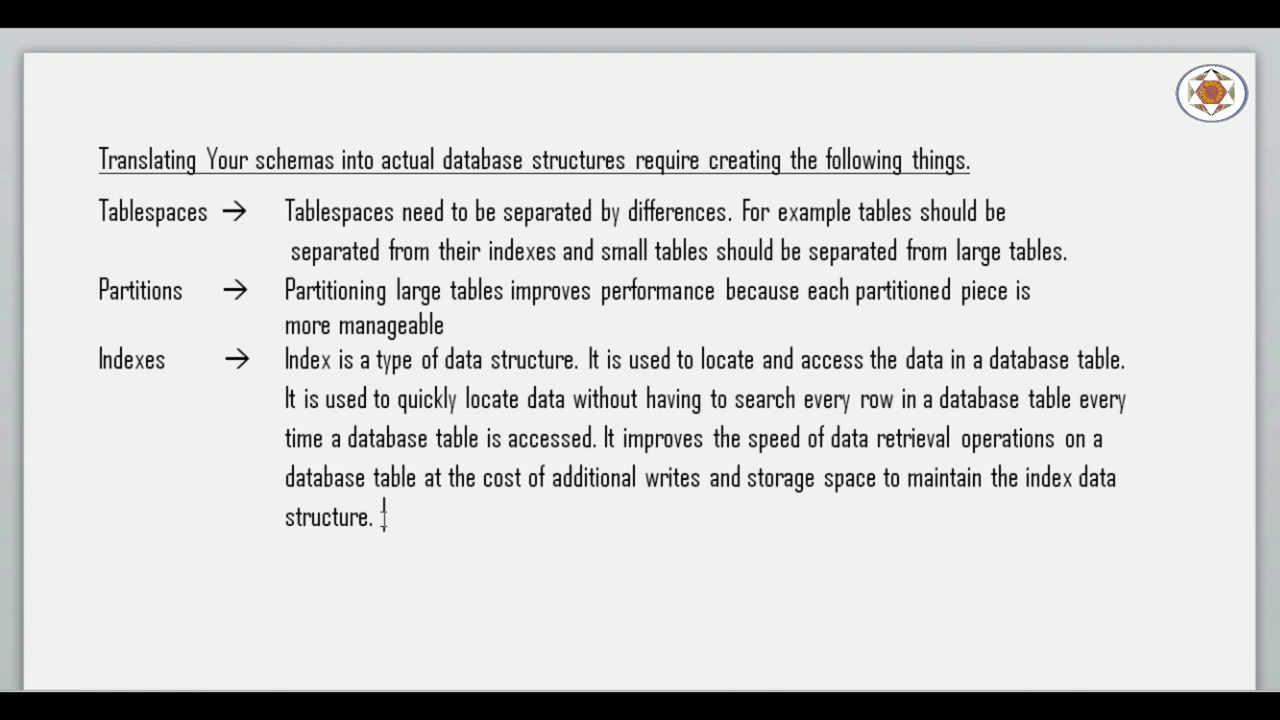 Translating Your schemas into actual database structures require creating the following things.
Tablespaces → Tablespaces need to be separated by differences. For example tables should be
separated from their indexes and small tables should be separated from large tables.
Partitions → Partitioning large tables improves performance because each partitioned piece is
more manageable
Indexes → Index is a type of data structure. It is used to locate and access the data in a database table.
It is used to quickly locate data without having to search every row in a database table every
time a database table is accessed. It improves the speed of data retrieval operations on a
database table at the cost of additional writes and storage space to maintain the index data
structure.